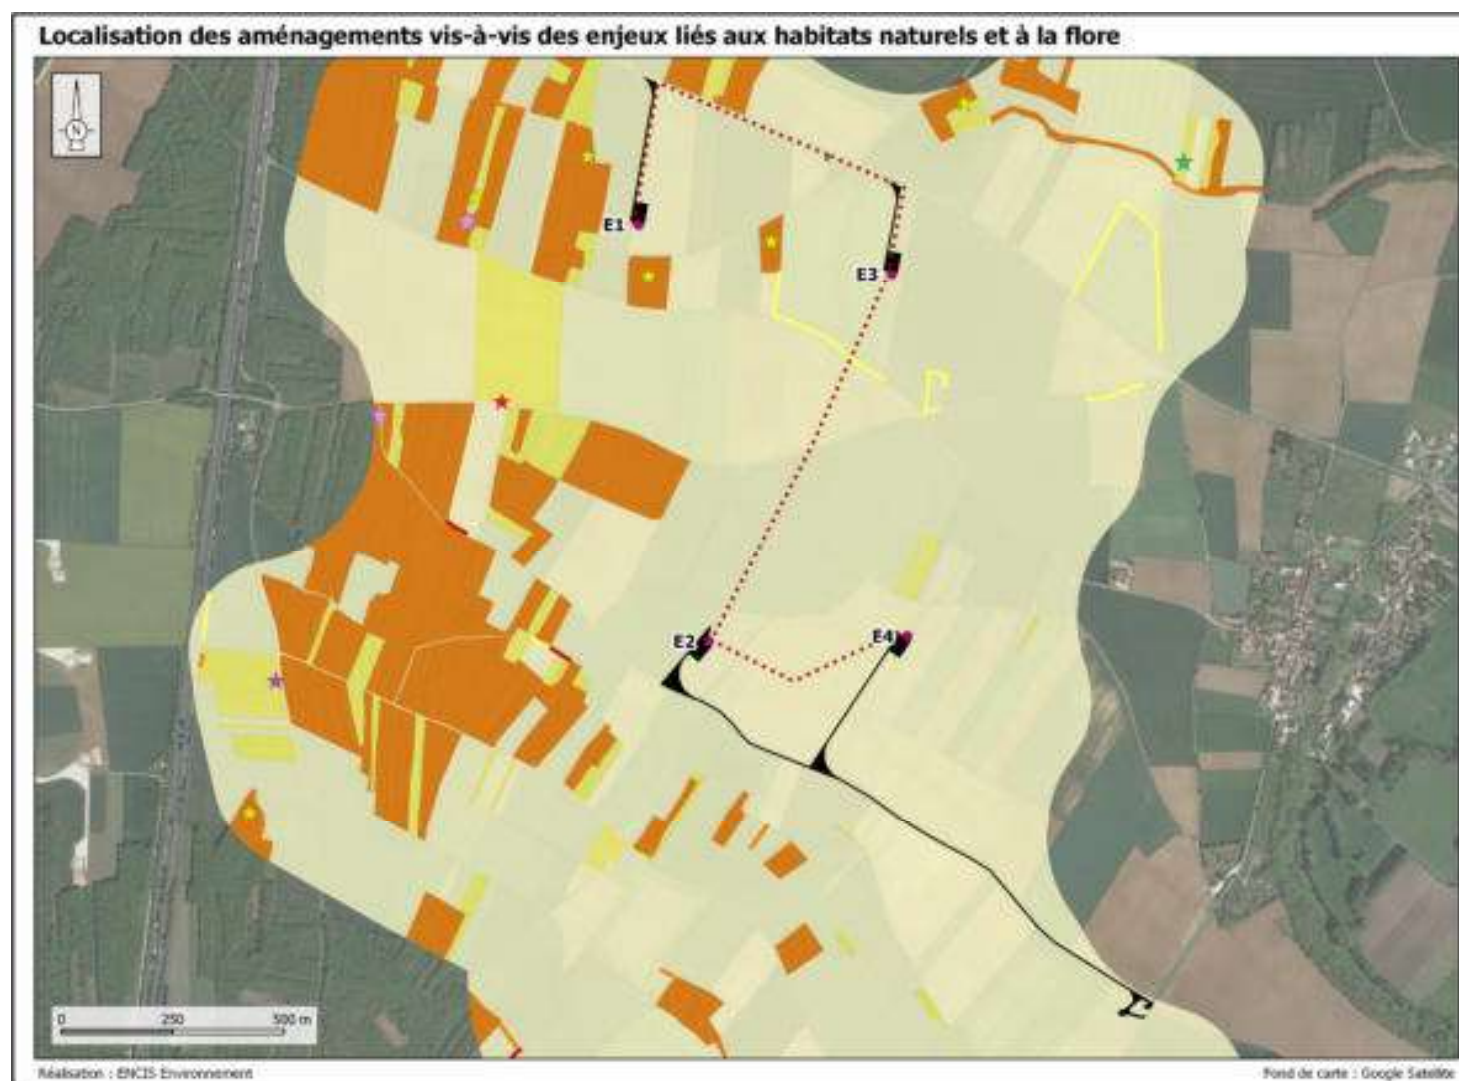 Localisation des aménagements vis-à-vis des enjeux liés aux habitats naturels et à la flore
N
E1
E3
E2
E4
0 250 500 m
Réalisation : ENCIS Environnement
Fond de carte : Google Satellite